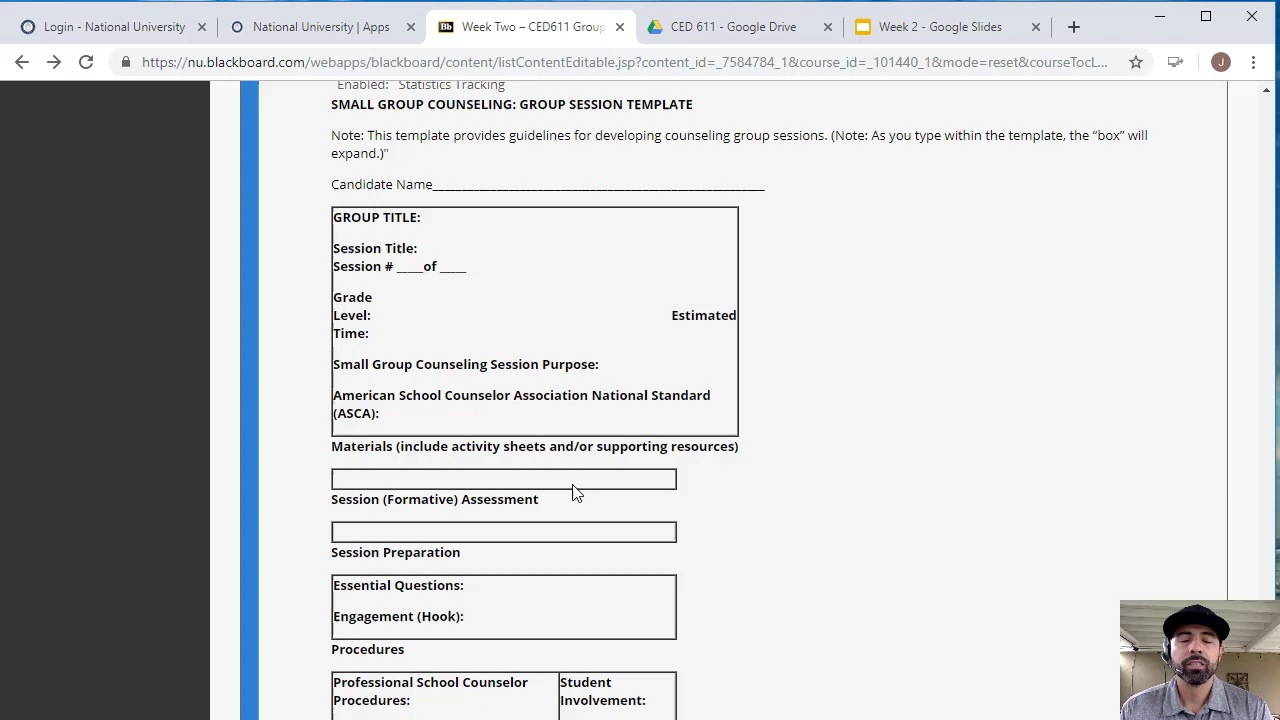 Login - National University
National University | Apps
Week Two – CED611 Group
CED 611 - Google Drive
Week 2 - Google Slides
https://nu.blackboard.com/webapps/blackboard/content/listContentEditable.jsp?content_id=_7584784_1&course_id=_101440_1&mode=reset&courseTocL...
J
Enabled: Statistics Tracking
SMALL GROUP COUNSELING: GROUP SESSION TEMPLATE
Note: This template provides guidelines for developing counseling group sessions. (Note: As you type within the template, the “box” will
expand.)"
Candidate Name____________________________________________________
GROUP TITLE:
Session Title:
Session # _____of _____
Grade
Level: Estimated
Time:
Small Group Counseling Session Purpose:
American School Counselor Association National Standard
(ASCA):
Materials (include activity sheets and/or supporting resources)
Session (Formative) Assessment
Session Preparation
Essential Questions:
Engagement (Hook):
Procedures
Professional School Counselor Student
Procedures: Involvement: